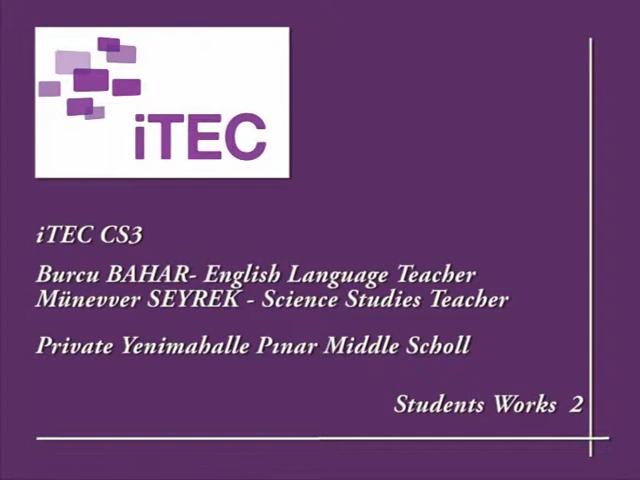 iTEC
iTEC CS3
Burcu BAHAR- English Language Teacher
Münevver SEYREK - Science Studies Teacher
Private Yenimahalle Pınar Middle Scholl
Students Works 2